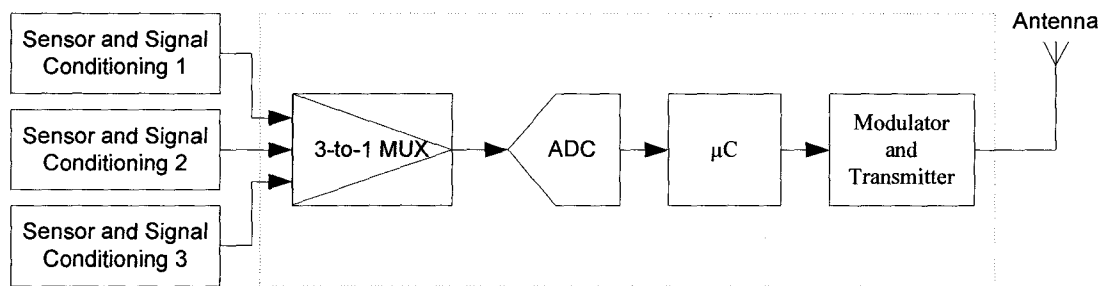 Sensor and Signal
Conditioning 1
Sensor and Signal
Conditioning 2
Sensor and Signal
Conditioning 3
3-to-1 MUX
ADC
μC
Modulator
and
Transmitter
Antenna